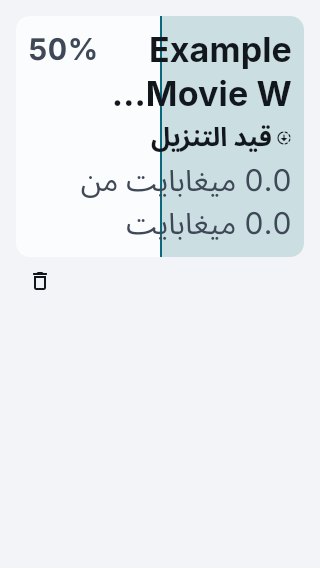 Example
Movie W...
50%
قيد التنزيل
0.0 ميغابايت من
0.0 ميغابايت